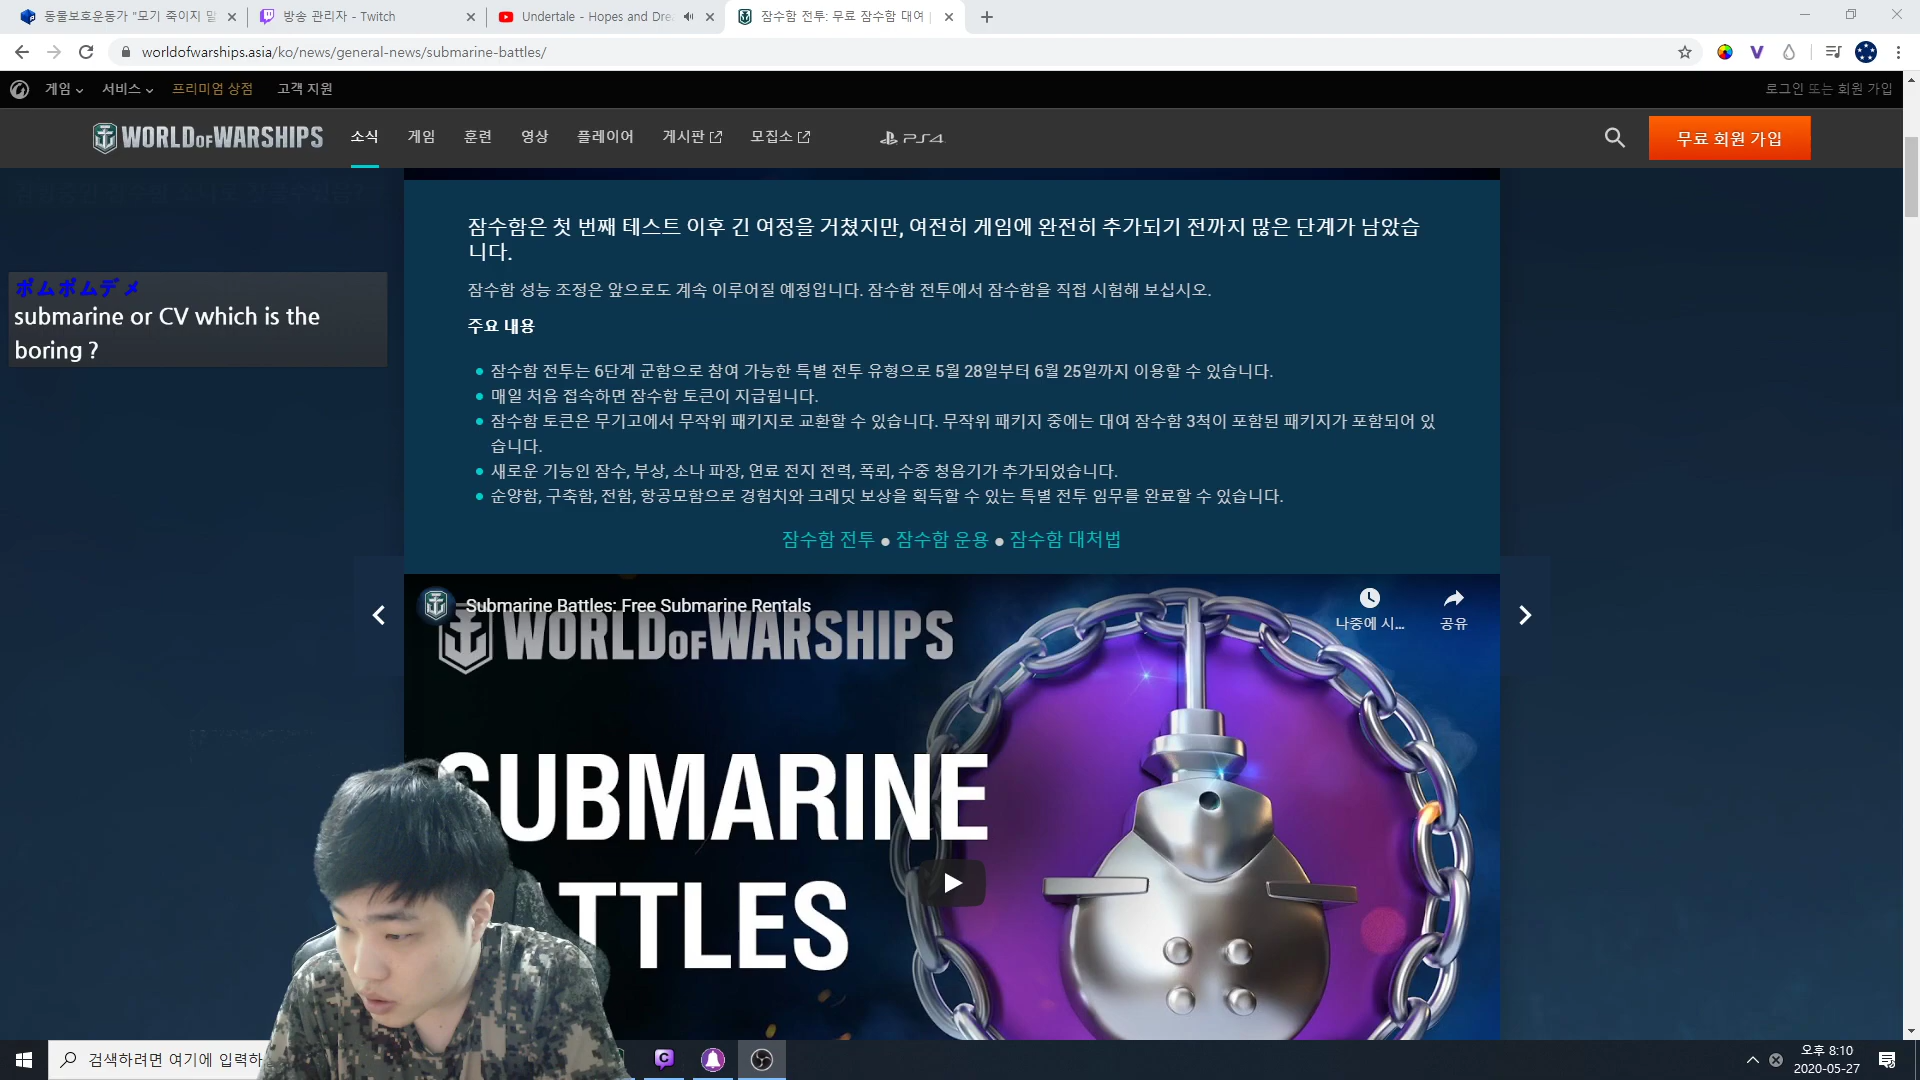 동물보호운동가 "모기 죽이지 말
방송 관리자 - Twitch
Undertale - Hopes and Dre
잠수함 전투: 무료 잠수함 대여 |
worldofwarships.asia/ko/news/general-news/submarine-battles/
게임 서비스 프리미엄 상점 고객 지원
로그인 또는 회원 가입
WORLD OF WARSHIPS
소식 게임 훈련 영상 플레이어 게시판 모집소 PS4
무료 회원 가입
잠수함은 첫 번째 테스트 이후 긴 여정을 거쳤지만, 여전히 게임에 완전히 추가되기 전까지 많은 단계가 남았습
니다.
ボムボムデメ
submarine or CV which is the
boring ?
잠수함 성능 조정은 앞으로도 계속 이루어질 예정입니다. 잠수함 전투에서 잠수함을 직접 시험해 보십시오.
주요 내용
잠수함 전투는 6단계 군함으로 참여 가능한 특별 전투 유형으로 5월 28일부터 6월 25일까지 이용할 수 있습니다.
매일 처음 접속하면 잠수함 토큰이 지급됩니다.
잠수함 토큰은 무기고에서 무작위 패키지로 교환할 수 있습니다. 무작위 패키지 중에는 대여 잠수함 3척이 포함된 패키지가 포함되어 있
습니다.
새로운 기능인 잠수, 부상, 소나 파장, 연료 전지 전력, 폭뢰, 수중 청음기가 추가되었습니다.
순양함, 구축함, 전함, 항공모함으로 경험치와 크레딧 보상을 획득할 수 있는 특별 전투 임무를 완료할 수 있습니다.
잠수함 전투 ● 잠수함 운용 ● 잠수함 대처법
Submarine Battles: Free Submarine Rentals
나중에 시...
공유
WORLD OF WARSHIPS
SUBMARINE
ATTLES
검색하려면 여기에 입력하
오후 8:10
2020-05-27